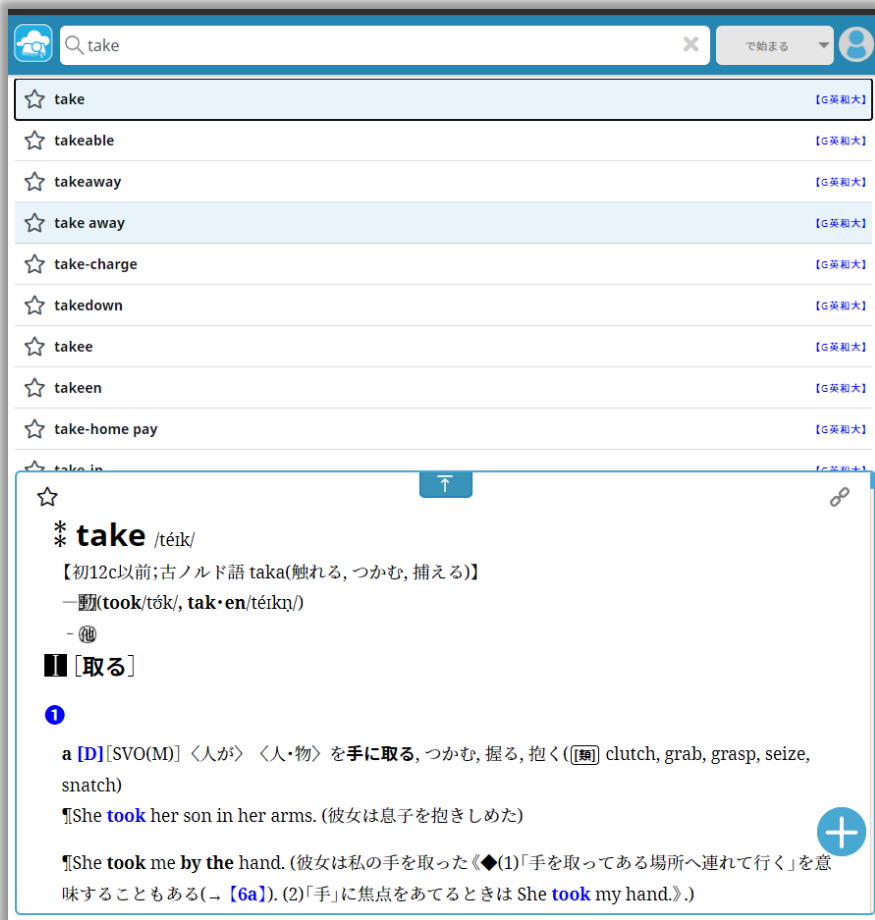 take
で始まる
take 【G英和大】
takeable 【G英和大】
takeaway 【G英和大】
take away 【G英和大】
take-charge 【G英和大】
takedown 【G英和大】
takee 【G英和大】
takeen 【G英和大】
take-home pay 【G英和大】
take-in 【G英和大】
⁑ take /téɪk/
【初12c以前;古ノルド語 taka(触れる, つかむ, 捕える)】
―動(took/tʊ́k/, tak・en/téɪkn̩/)
-他
I [取る]
❶
a [D][SVO(M)]〈人が〉〈人・物〉を手に取る, つかむ, 握る, 抱く([類] clutch, grab, grasp, seize,
snatch)
¶She took her son in her arms. (彼女は息子を抱きしめた)
¶She took me by the hand. (彼女は私の手を取った《◆(1)「手を取ってある場所へ連れて行く」を意
味することもある(→【6a】). (2)「手」に焦点をあてるときは She took my hand.》.)